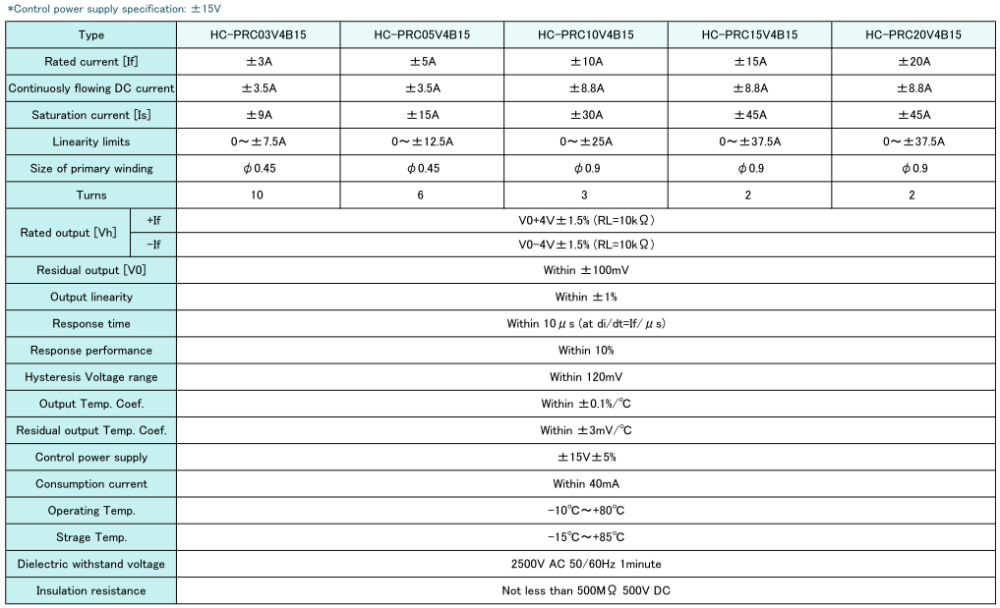 *Control power supply specification: ±15V
Type HC-PRC03V4B15 HC-PRC05V4B15 HC-PRC10V4B15 HC-PRC15V4B15 HC-PRC20V4B15
Rated current [If] ±3A ±5A ±10A ±15A ±20A
Continuosly flowing DC current ±3.5A ±3.5A ±8.8A ±8.8A ±8.8A
Saturation current [Is] ±9A ±15A ±30A ±45A ±45A
Linearity limits 0～±7.5A 0～±12.5A 0～±25A 0～±37.5A 0～±37.5A
Size of primary winding φ0.45 φ0.45 φ0.9 φ0.9 φ0.9
Turns 10 6 3 2 2
Rated output [Vh] +If V0+4V±1.5% (RL=10kΩ)
-If V0-4V±1.5% (RL=10kΩ)
Residual output [V0] Within ±100mV
Output linearity Within ±1%
Response time Within 10μs (at di/dt=If/μs)
Response performance Within 10%
Hysteresis Voltage range Within 120mV
Output Temp. Coef. Within ±0.1%/℃
Residual output Temp. Coef. Within ±3mV/℃
Control power supply ±15V±5%
Consumption current Within 40mA
Operating Temp. -10℃～+80℃
Strage Temp. -15℃～+85℃
Dielectric withstand voltage 2500V AC 50/60Hz 1minute
Insulation resistance Not less than 500MΩ 500V DC